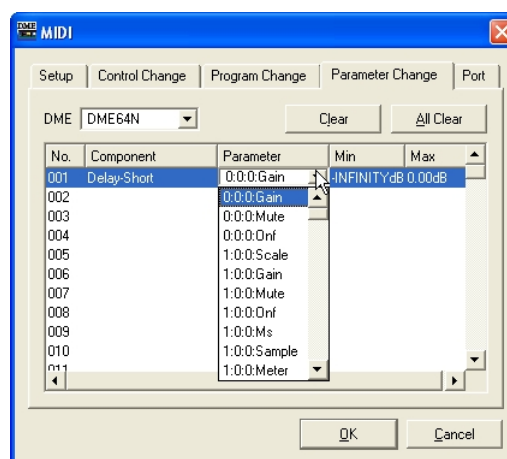 DME MIDI
Setup Control Change Program Change Parameter Change Port
DME DME64N Clear All Clear
No. Component Parameter Min Max
001 Delay-Short 0:0:0:Gain -INFINITYdB 0.00dB
002 0:0:0:Gain
003 0:0:0:Mute
004 0:0:0:Onf
005 1:0:0:Scale
006 1:0:0:Gain
007 1:0:0:Mute
008 1:0:0:Onf
009 1:0:0:Ms
010 1:0:0:Sample
011 1:0:0:Meter
OK Cancel